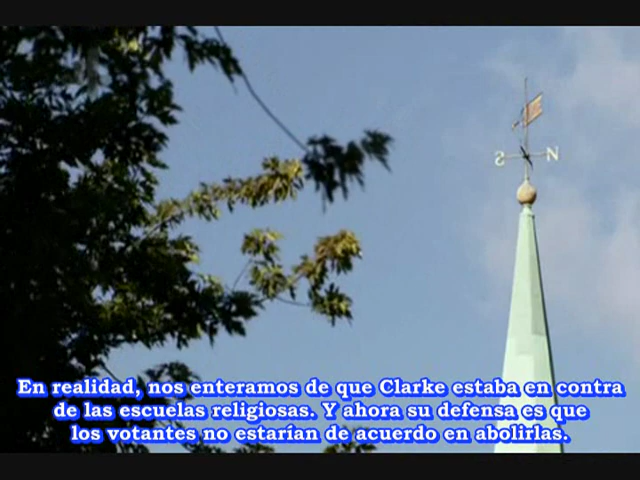 S N
En realidad, nos enteramos de que Clarke estaba en contra
de las escuelas religiosas. Y ahora su defensa es que
los votantes no estarían de acuerdo en abolirlas.